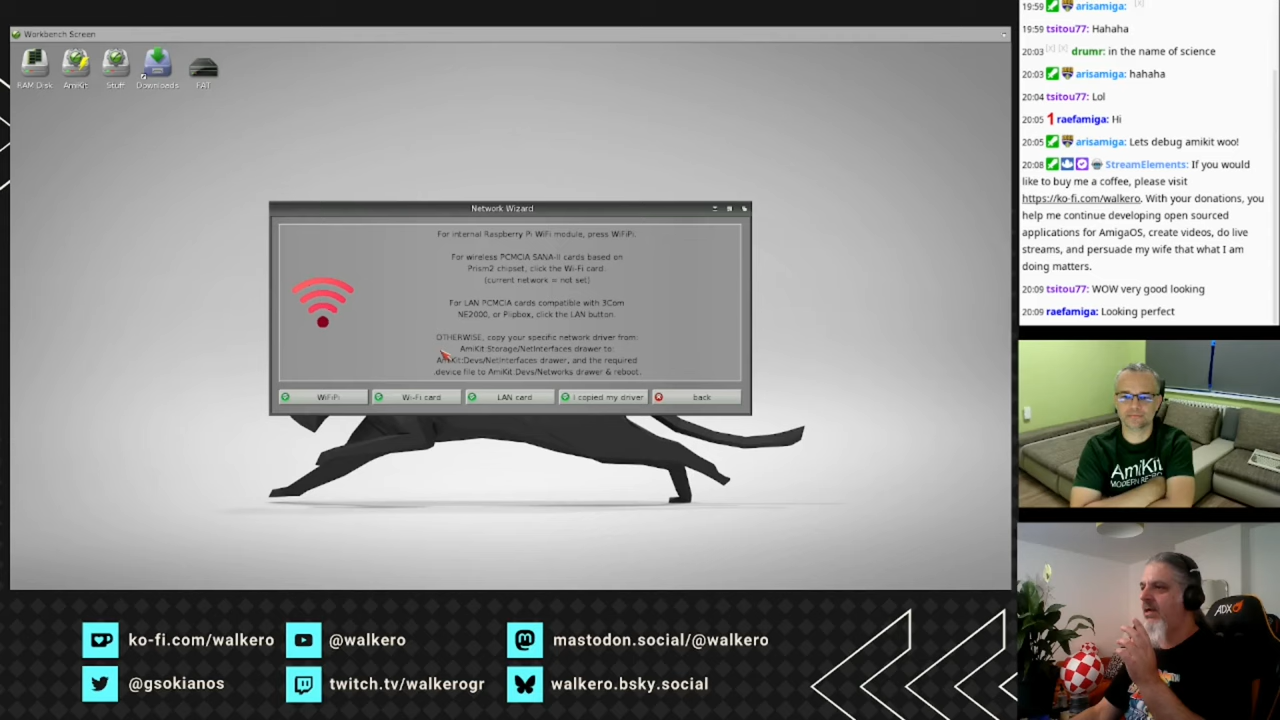 Workbench Screen
RAM Disk
AmiKit
Stuff
Downloads
FAT
Network Wizard
For internal Raspberry Pi WiFi module, press WiFiPi.
For wireless PCMCIA SANA-II cards based on
Prism2 chipset, click the Wi-Fi card.
(current network = not set)
For LAN PCMCIA cards compatible with 3Com
NE2000, or Plipbox, click the LAN button.
OTHERWISE, copy your specific network driver from:
AmiKit:Storage/NetInterfaces drawer to:
AmiKit:Devs/NetInterfaces drawer, and the required
device file to AmiKit:Devs/Networks drawer & reboot.
WiFiPi
Wi-Fi card
LAN card
I copied my driver
back
19:59 arisamiga:
19:59 tsitou77: Hahaha
20:03 drumr: in the name of science
20:03 arisamiga: hahaha
20:04 tsitou77: Lol
20:05 1 raefamiga: Hi
20:05 arisamiga: Lets debug amikit woo!
20:08 StreamElements: If you would
like to buy me a coffee, please visit
https://ko-fi.com/walkero. With your donations, you
help me continue developing open sourced
applications for AmigaOS, create videos, do live
streams, and persuade my wife that what I am
doing matters.
20:09 tsitou77: WOW very good looking
20:09 raefamiga: Looking perfect
AmiKit
MODERN RETRO
ADX
ko-fi.com/walkero
@walkero
mastodon.social/@walkero
@gsokianos
twitch.tv/walkerogr
walkero.bsky.social